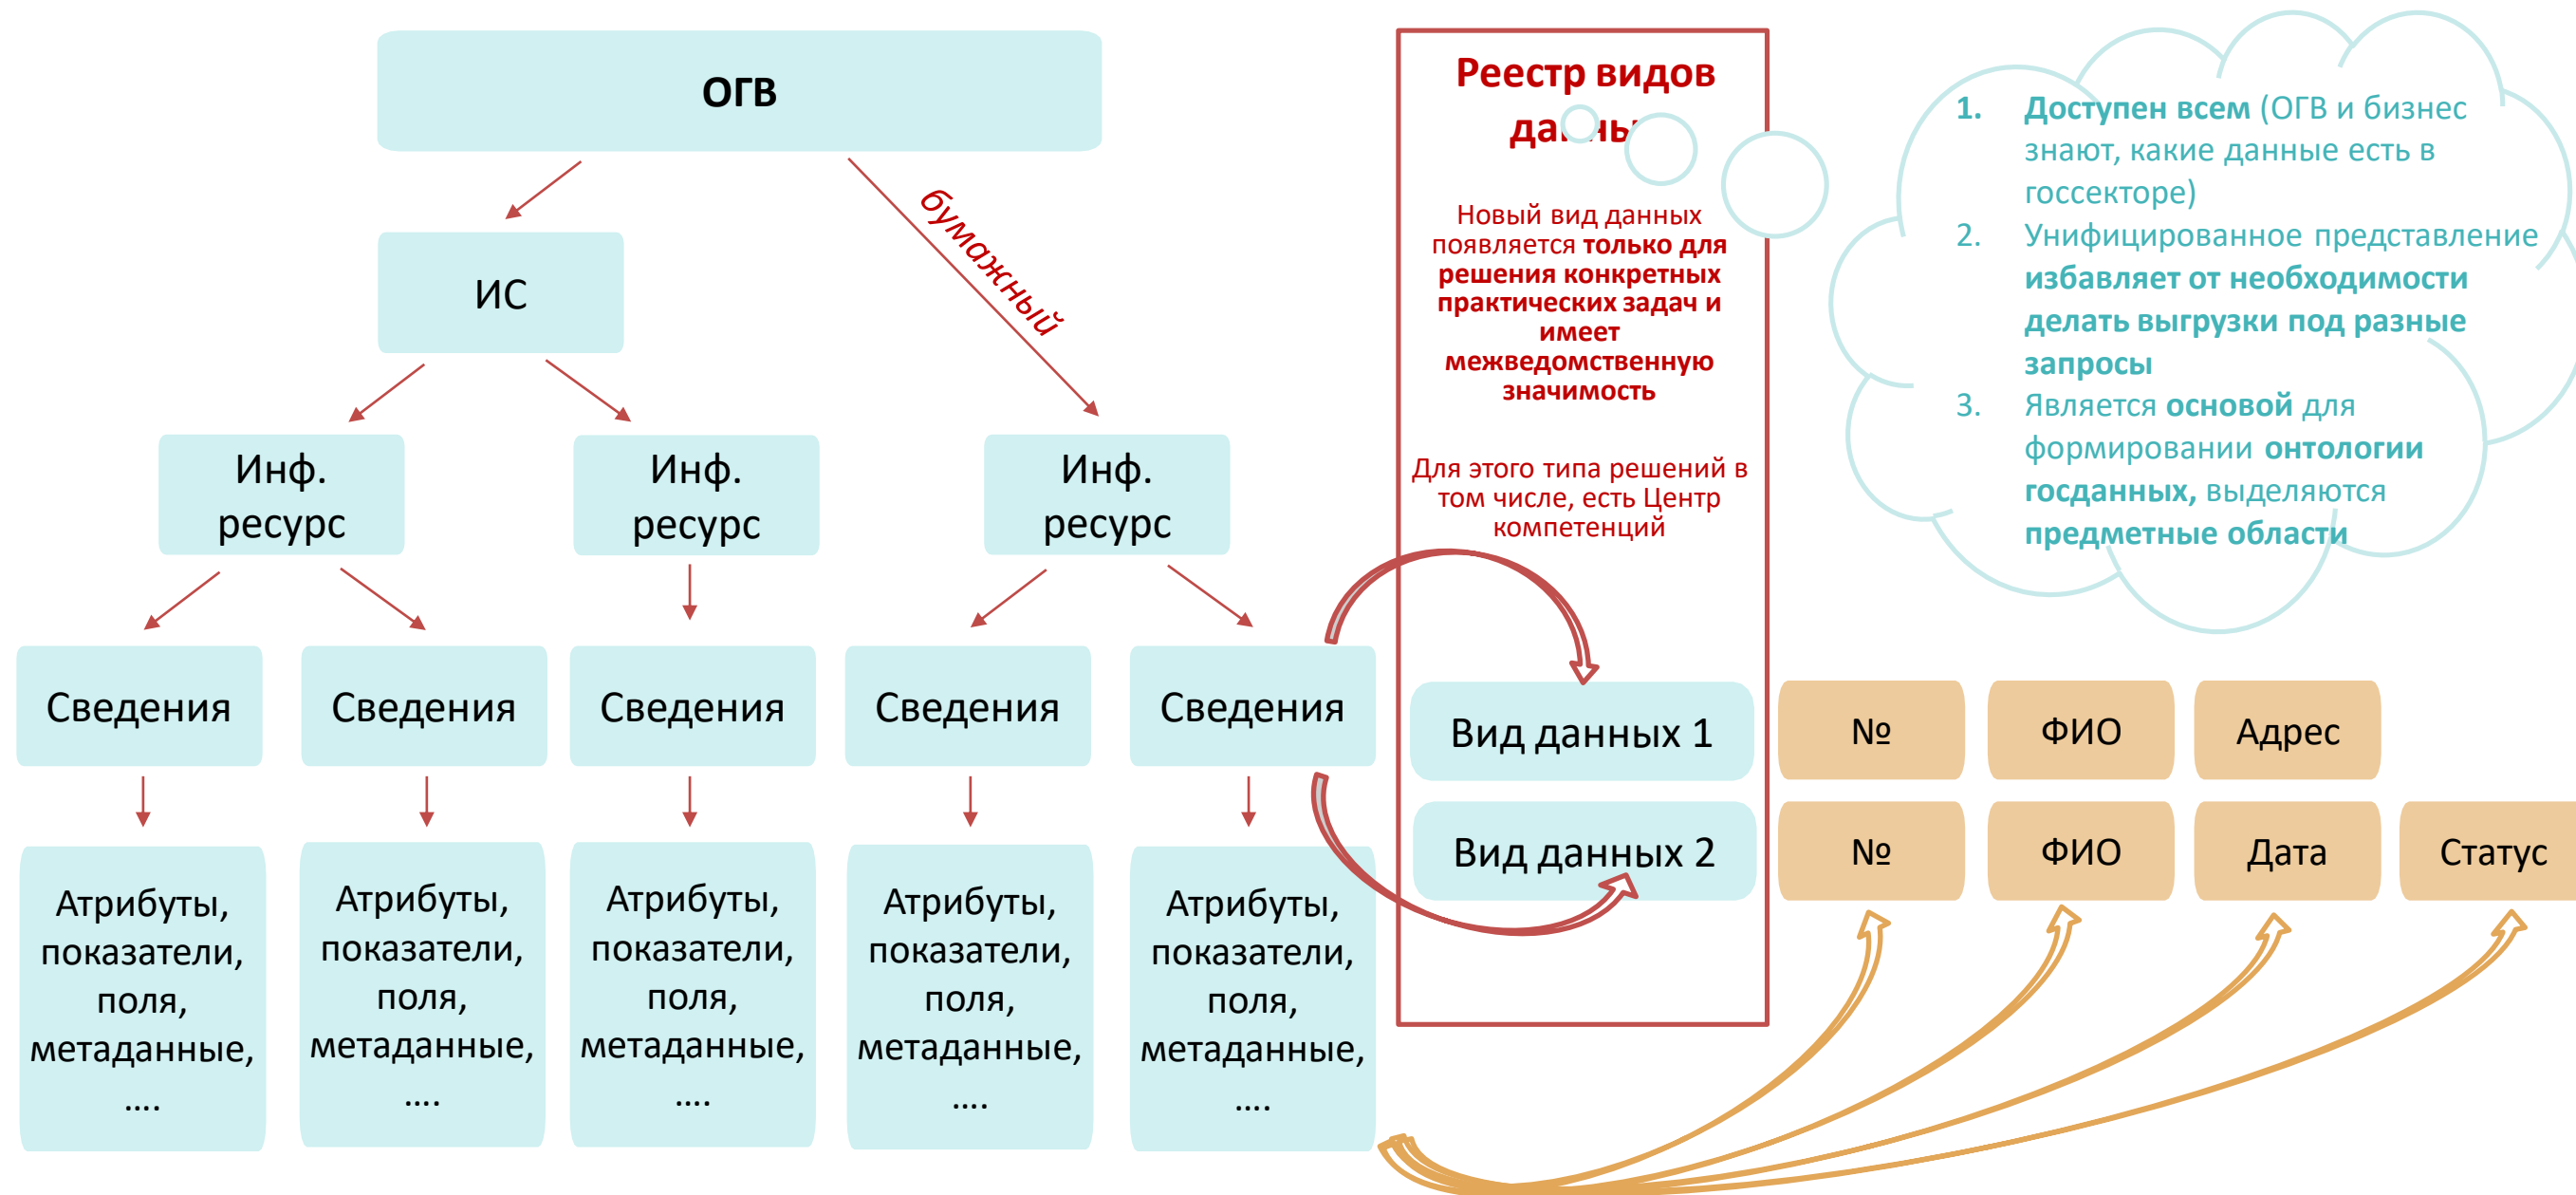 ОГВ
бумажный
ИС
Инф.
ресурс
Инф.
ресурс
Инф.
ресурс
Сведения
Сведения
Сведения
Сведения
Сведения
Атрибуты,
показатели,
поля,
метаданные,
....
Атрибуты,
показатели,
поля,
метаданные,
....
Атрибуты,
показатели,
поля,
метаданные,
....
Атрибуты,
показатели,
поля,
метаданные,
....
Атрибуты,
показатели,
поля,
метаданные,
....
Реестр видов
Новый вид данных
появляется только для
решения конкретных
практических задач и
имеет
межведомственную
значимость
Для этого типа решений в
том числе, есть Центр
компетенций
Вид данных 1
Вид данных 2
1. Доступен всем (ОГВ и бизнес
знают, какие данные есть в
госсекторе)
2. Унифицированное представление
избавляет от необходимости
делать выгрузки под разные
запросы
3. Является основой для
формировании онтологии
госданных, выделяются
предметные области
№
ФИО
Адрес
№
ФИО
Дата
Статус